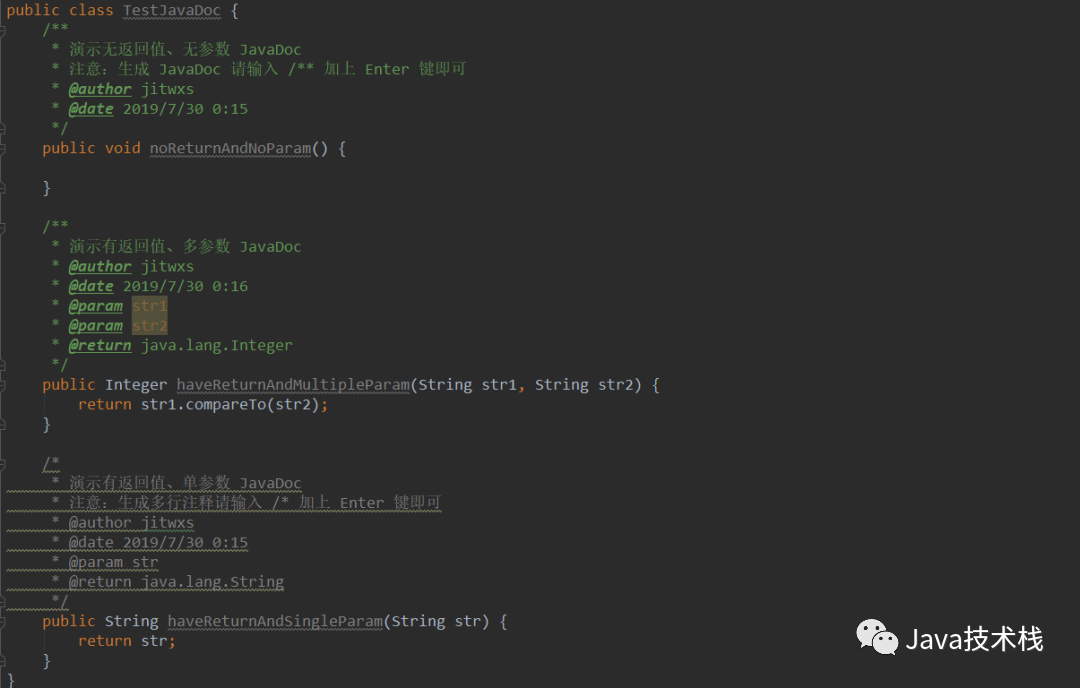 public class TestJavaDoc {
    /**
     * 演示无返回值、无参数 JavaDoc
     * 注意：生成 JavaDoc 请输入 /** 加上 Enter 键即可
     * @author jitwxs
     * @date 2019/7/30 0:15
     */
    public void noReturnAndNoParam() {
    }
    /**
     * 演示有返回值、多参数 JavaDoc
     * @author jitwxs
     * @date 2019/7/30 0:16
     * @param str1
     * @param str2
     * @return java.lang.Integer
     */
    public Integer haveReturnAndMultipleParam(String str1, String str2) {
        return str1.compareTo(str2);
    }
    /*
     * 演示有返回值、单参数 JavaDoc
     * 注意：生成多行注释请输入 /* 加上 Enter 键即可
     * @author jitwxs
     * @date 2019/7/30 0:15
     * @param str
     * @return java.lang.String
     */
    public String haveReturnAndSingleParam(String str) {
        return str;
    }
}
Java技术栈